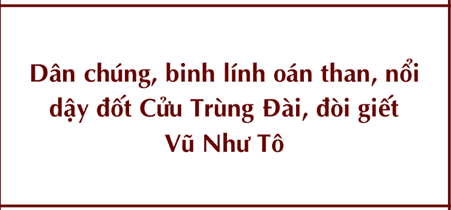 Dân chúng, binh lính oán than, nổi
dậy đốt Cửu Trùng Đài, đòi giết
Vũ Như Tô